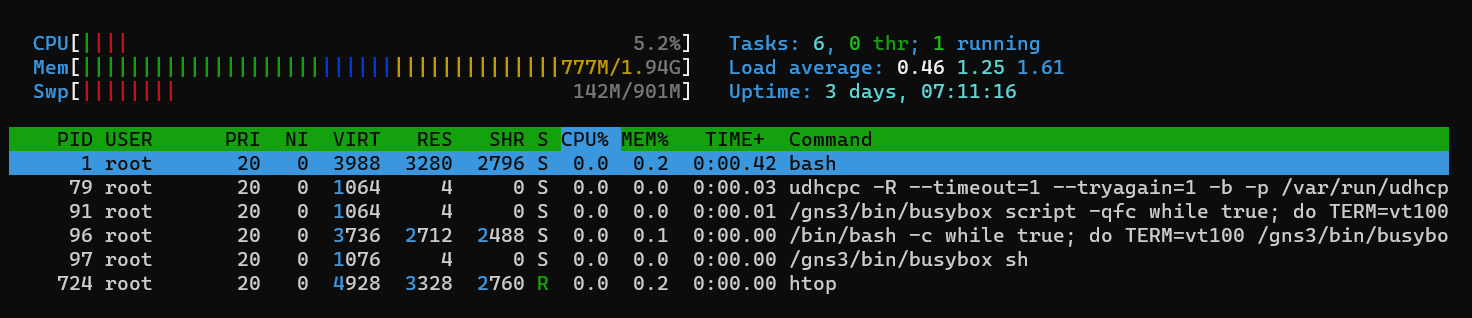 CPU[|||| 5.2%] Tasks: 6, 0 thr; 1 running
Mem[||||||||||||||||||||||||||||||||||||||||777M/1.94G] Load average: 0.46 1.25 1.61
Swp[|||||||| 142M/901M] Uptime: 3 days, 07:11:16
PID USER PRI NI VIRT RES SHR S CPU% MEM% TIME+ Command
1 root 20 0 3988 3280 2796 S 0.0 0.2 0:00.42 bash
79 root 20 0 1064 4 0 S 0.0 0.0 0:00.03 udhcpc -R --timeout=1 --tryagain=1 -b -p /var/run/udhcp
91 root 20 0 1064 4 0 S 0.0 0.0 0:00.01 /gns3/bin/busybox script -qfc while true; do TERM=vt100
96 root 20 0 3736 2712 2488 S 0.0 0.1 0:00.00 /bin/bash -c while true; do TERM=vt100 /gns3/bin/busybo
97 root 20 0 1076 4 0 S 0.0 0.0 0:00.00 /gns3/bin/busybox sh
724 root 20 0 4928 3328 2760 R 0.0 0.2 0:00.00 htop